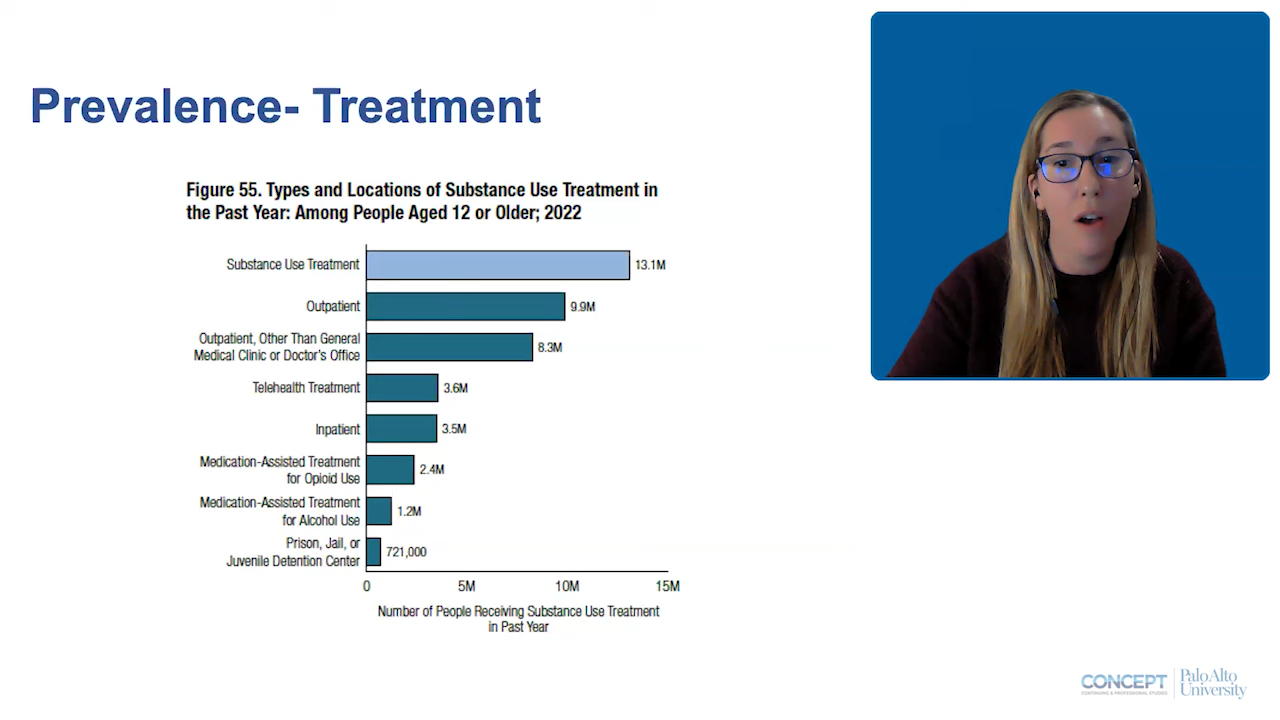 Prevalence- Treatment
Figure 55. Types and Locations of Substance Use Treatment in
the Past Year: Among People Aged 12 or Older; 2022
Substance Use Treatment
13.1M
Outpatient
9.9M
Outpatient, Other Than General
Medical Clinic or Doctor's Office
8.3M
Telehealth Treatment
3.6M
Inpatient
3.5M
Medication-Assisted Treatment
for Opioid Use
2.4M
Medication-Assisted Treatment
for Alcohol Use
1.2M
Prison, Jail, or
Juvenile Detention Center
721,000
0 5M 10M 15M
Number of People Receiving Substance Use Treatment
in Past Year
CONCEPT
CONTINUING & PROFESSIONAL STUDIES
Palo Alto
University